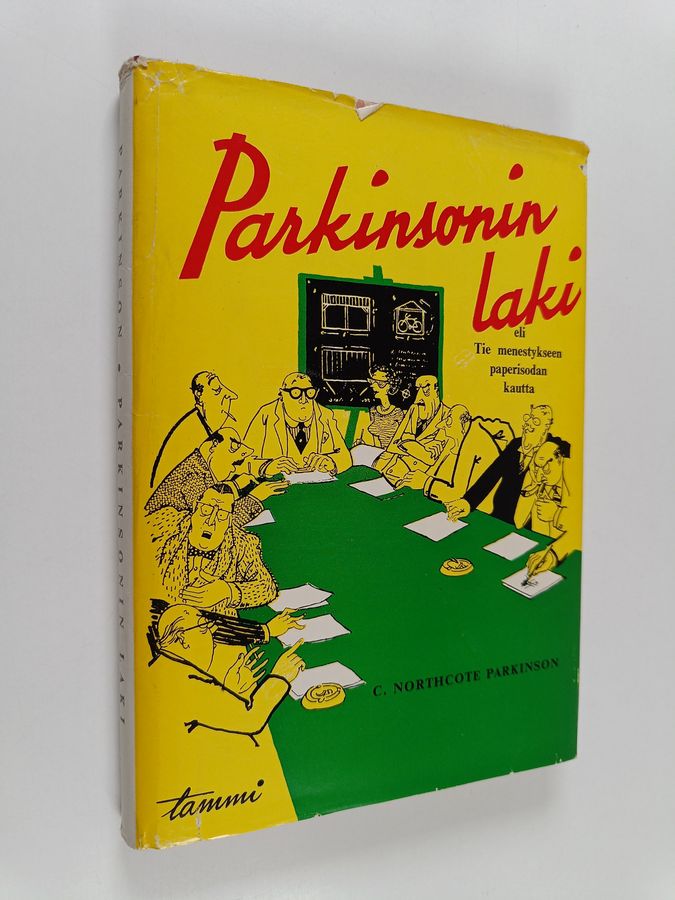 Parkinsonin
laki
eli
Tie menestykseen
paperisodan
kautta
C. NORTHCOTE PARKINSON
tammi
PARKINSON • PARKINSONIN LAKI